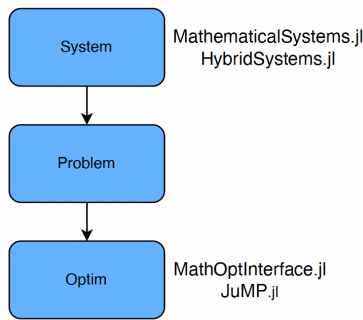 System
MathematicalSystems.jl
HybridSystems.jl
Problem
Optim
MathOptInterface.jl
JuMP.jl